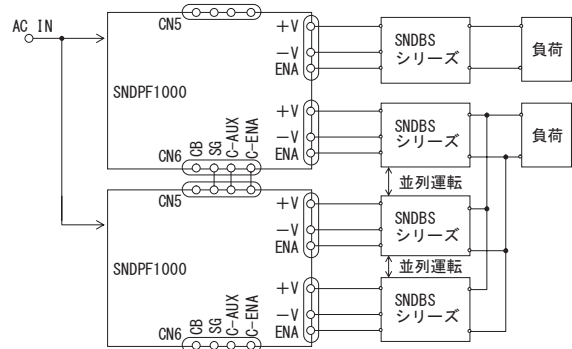 AC IN
CN5
SNDPF1000
CN6
CB
SG
C-AUX
C-ENA
+V
−V
ENA
+V
−V
ENA
SNDBS
シリーズ
負荷
SNDBS
シリーズ
負荷
並列運転
CN5
SNDPF1000
CN6
CB
SG
C-AUX
C-ENA
+V
−V
ENA
+V
−V
ENA
SNDBS
シリーズ
並列運転
SNDBS
シリーズ